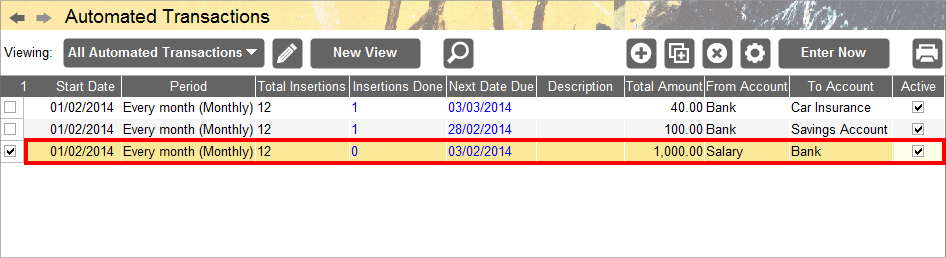 Automated Transactions
Viewing: All Automated Transactions New View Enter Now
1 Start Date Period Total Insertions Insertions Done Next Date Due Description Total Amount From Account To Account Active
01/02/2014 Every month (Monthly) 12 1 03/03/2014 40.00 Bank Car Insurance
01/02/2014 Every month (Monthly) 12 1 28/02/2014 100.00 Bank Savings Account
01/02/2014 Every month (Monthly) 12 0 03/02/2014 1,000.00 Salary Bank